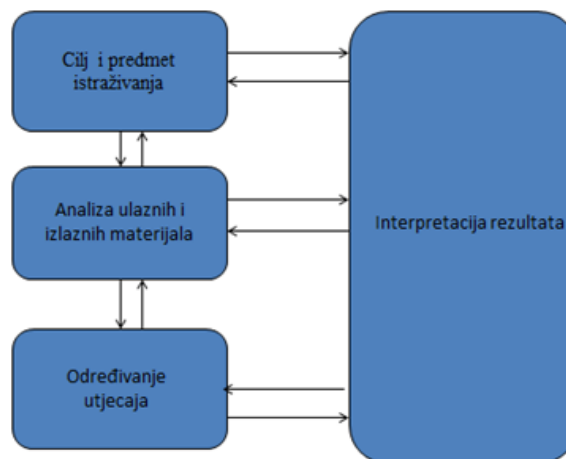 Cilj i predmet
istraživanja
Analiza ulaznih i
izlaznih materijala
Interpretacija rezultata
Određivanje
utjecaja